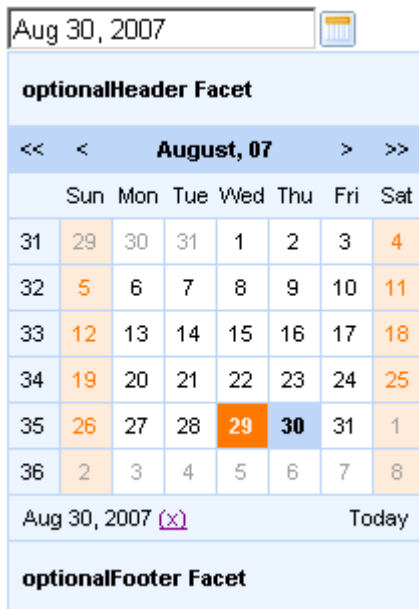 Aug 30, 2007
optionalHeader Facet
<< < August, 07 > >>
Sun Mon Tue Wed Thu Fri Sat
31 29 30 31 1 2 3 4
32 5 6 7 8 9 10 11
33 12 13 14 15 16 17 18
34 19 20 21 22 23 24 25
35 26 27 28 29 30 31 1
36 2 3 4 5 6 7 8
Aug 30, 2007 (x) Today
optionalFooter Facet